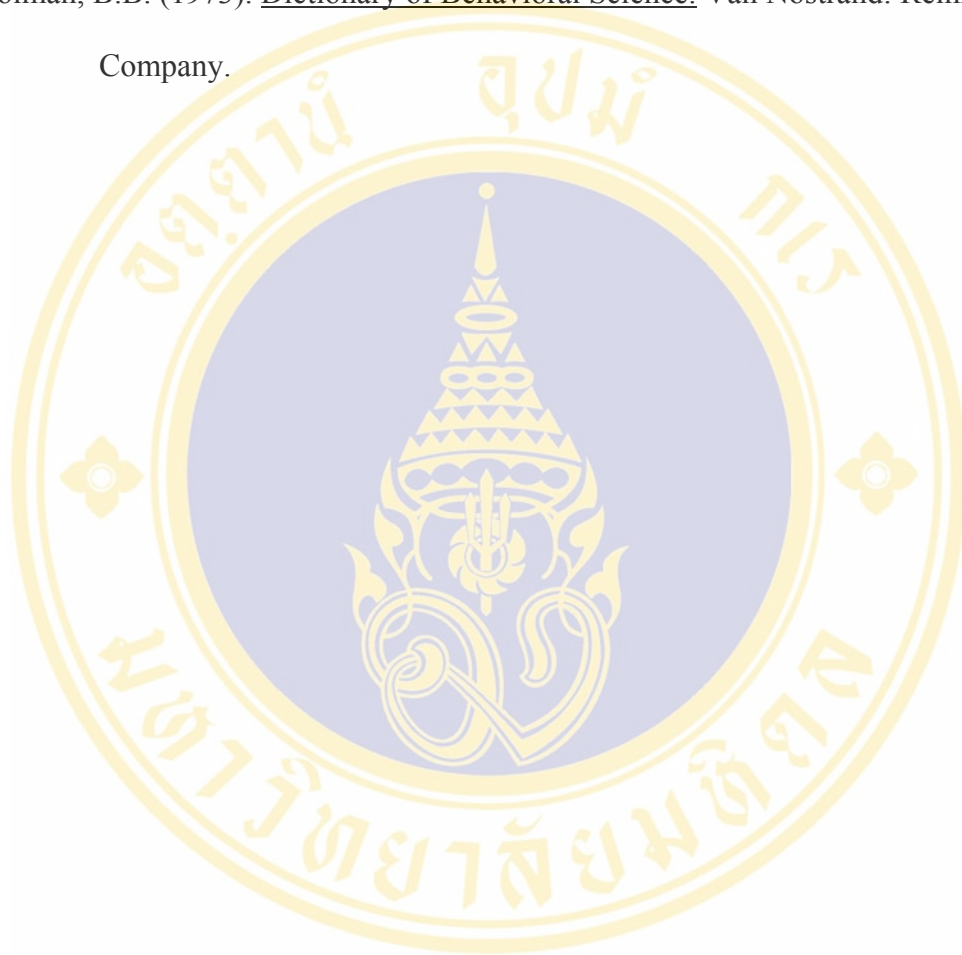 B.B. (1973). Dictionary of Behavioral Science. Van Nostrand.
Company.
อตฺตานํ อุปมํ กเร
มหาวิทยาลัยมหิดล